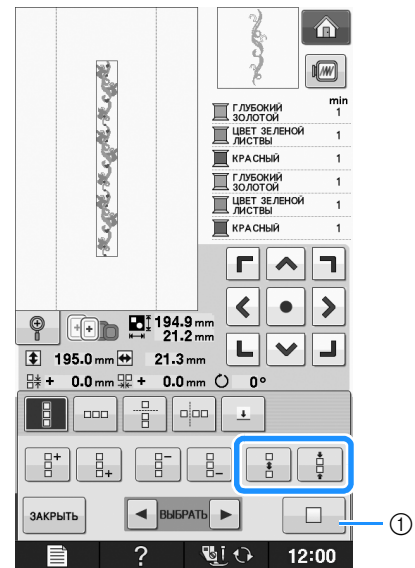 min
ГЛУБОКИЙ
ЗОЛОТОЙ 1
ЦВЕТ ЗЕЛЕНОЙ
ЛИСТВЫ 1
КРАСНЫЙ 1
ГЛУБОКИЙ
ЗОЛОТОЙ 1
ЦВЕТ ЗЕЛЕНОЙ
ЛИСТВЫ 1
КРАСНЫЙ 1
194.9 mm
21.2 mm
195.0 mm 21.3 mm
+ 0.0 mm + 0.0 mm 0°
ЗАКРЫТЬ ВЫБРАТЬ ①
? 12:00